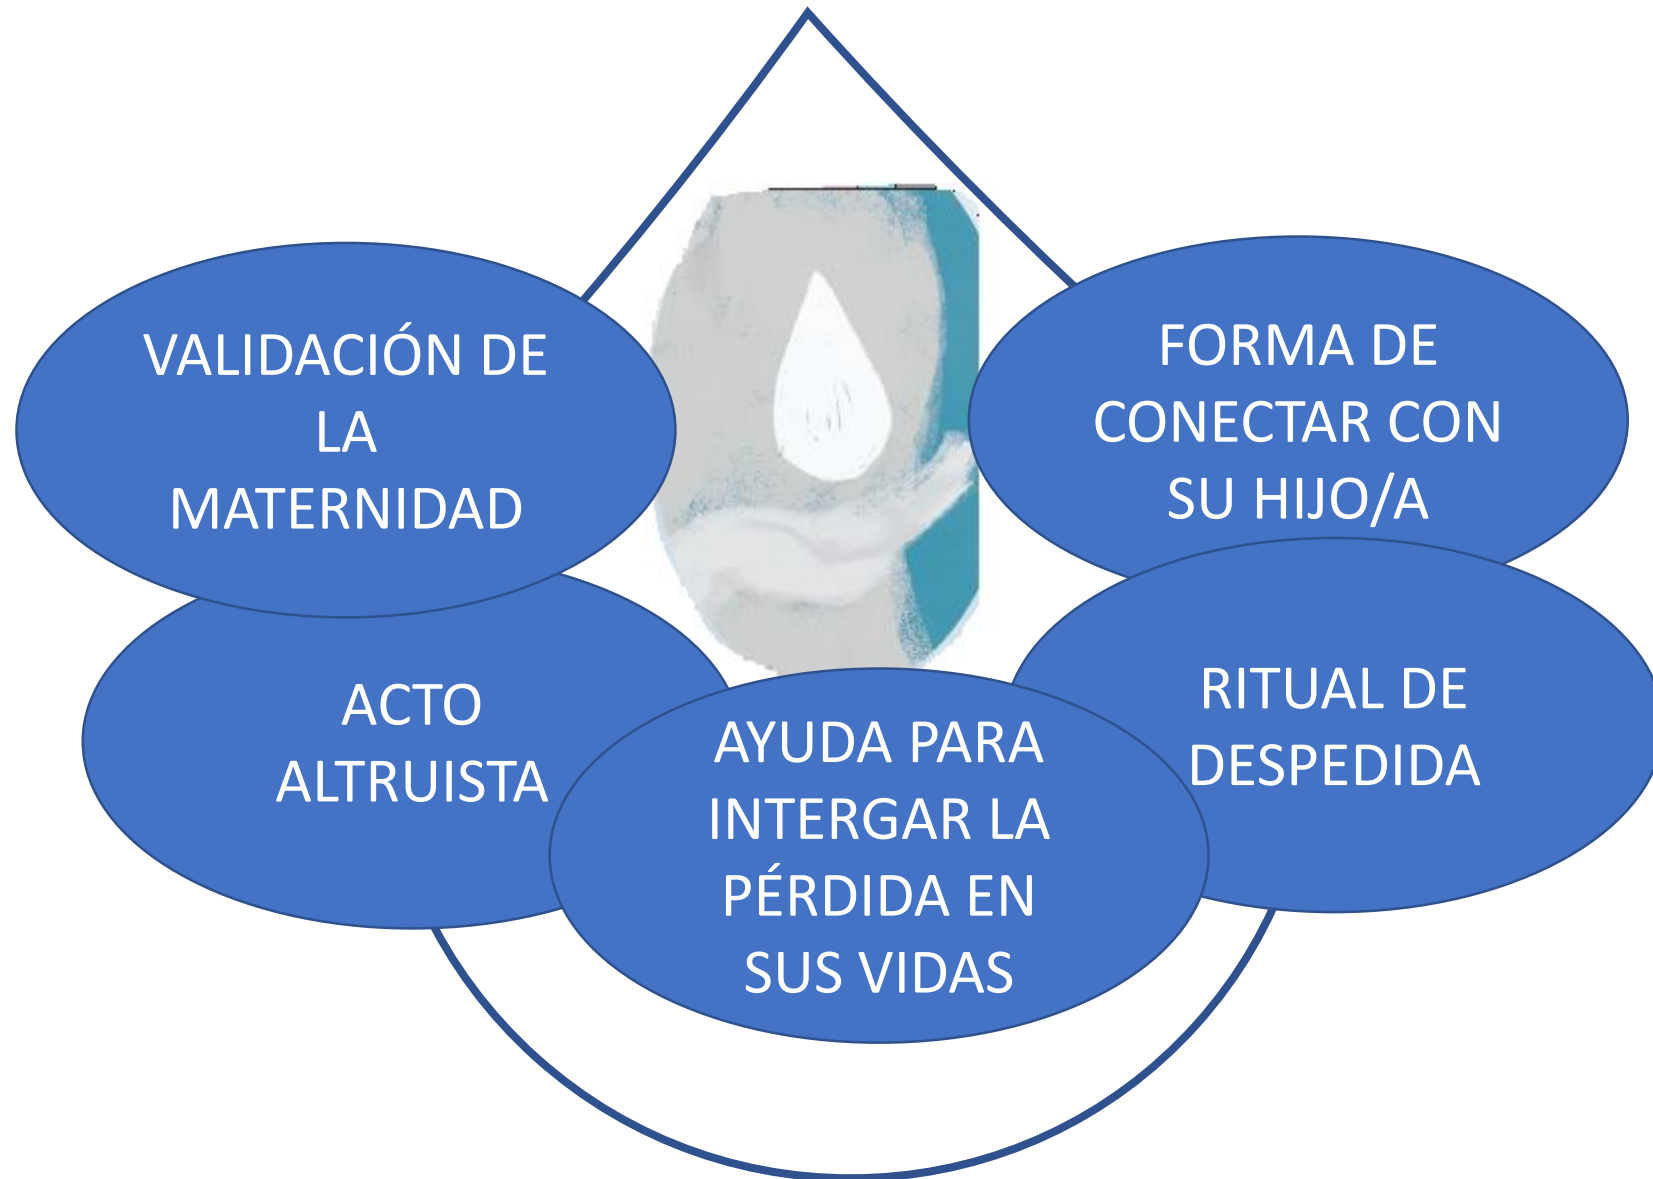 VALIDACIÓN DE
LA
MATERNIDAD
FORMA DE
CONECTAR CON
SU HIJO/A
ACTO
ALTRUISTA
AYUDA PARA
INTERGAR LA
PÉRDIDA EN
SUS VIDAS
RITUAL DE
DESPEDIDA